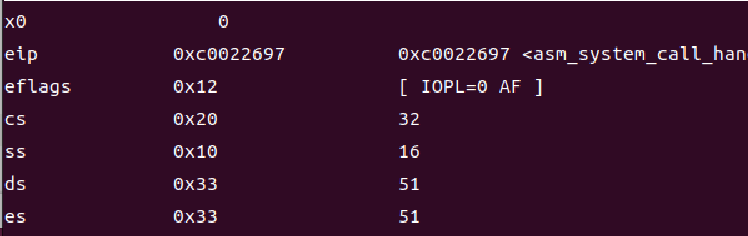 x0 0
eip 0xc0022697 0xc0022697 <asm_system_call_han
eflags 0x12 [ IOPL=0 AF ]
cs 0x20 32
ss 0x10 16
ds 0x33 51
es 0x33 51